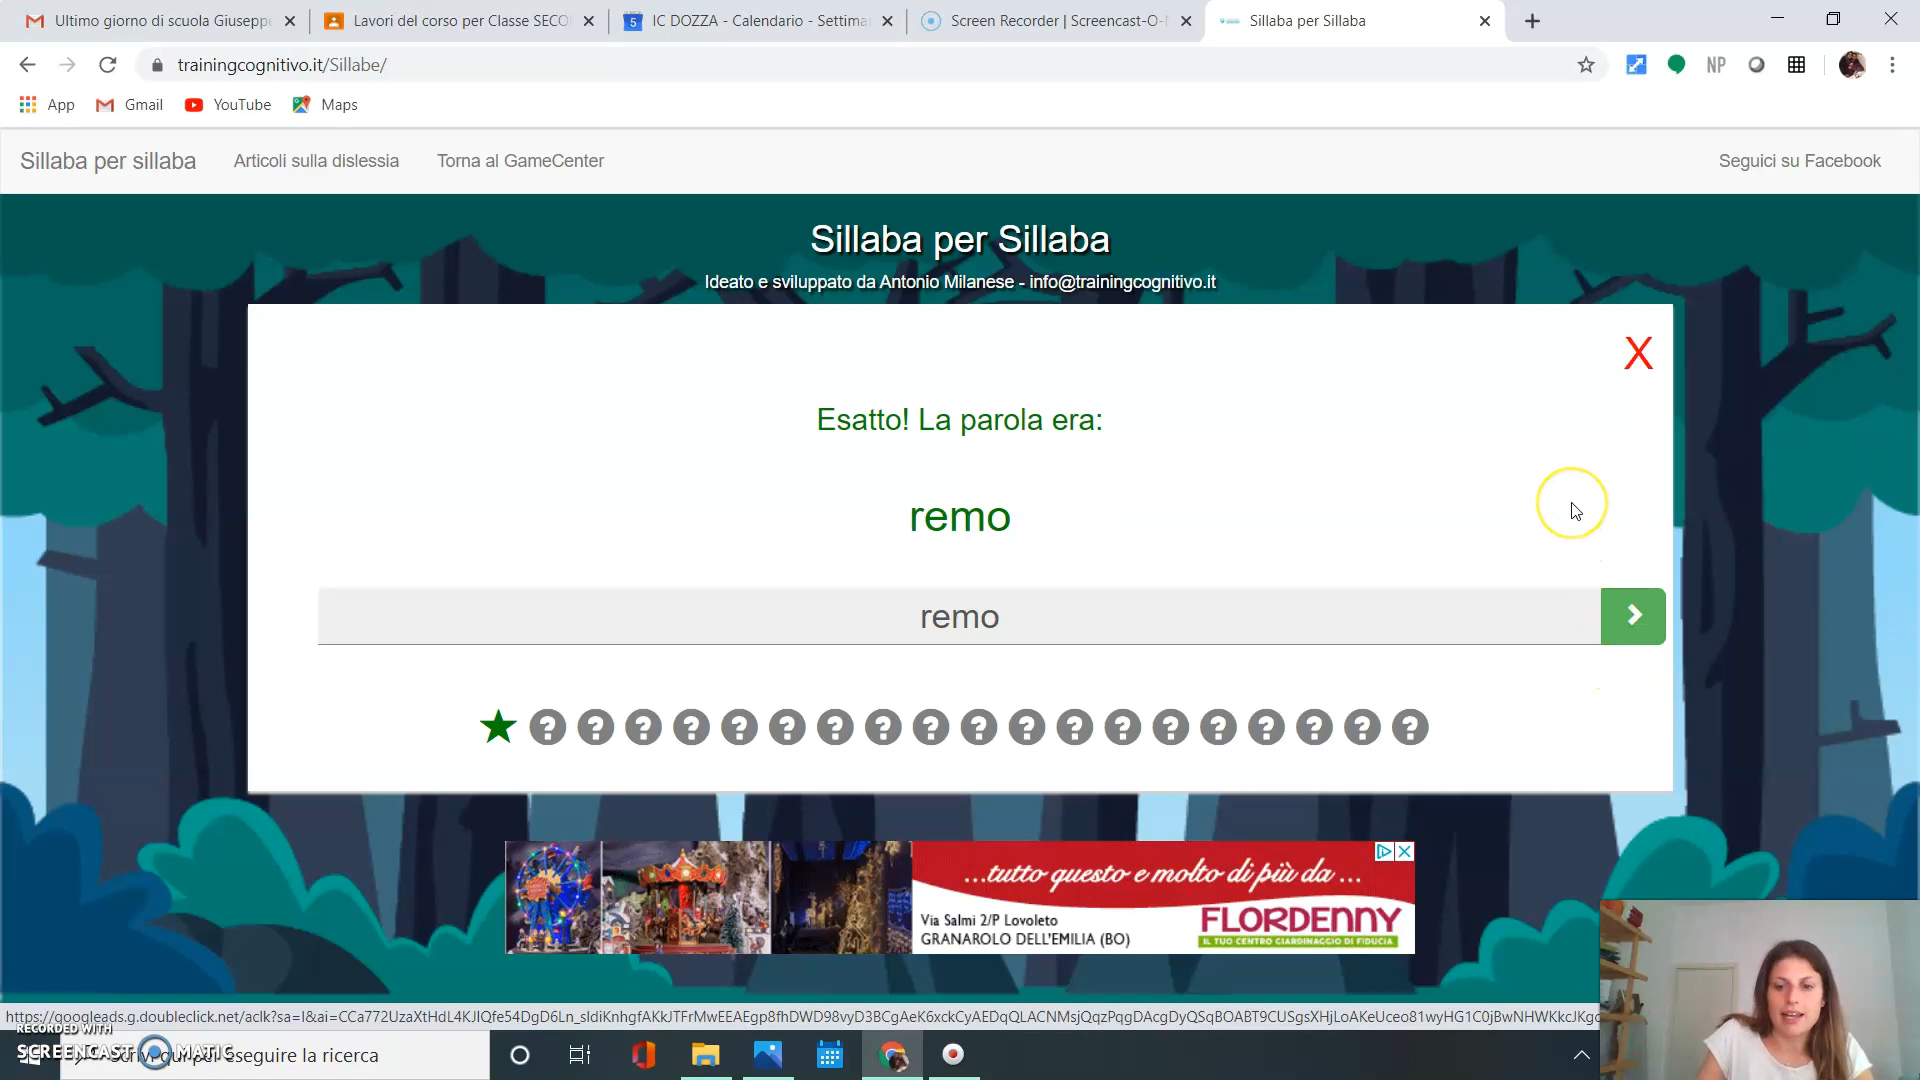 Ultimo giorno di scuola Giuseppe
Lavori del corso per Classe SECO
IC DOZZA - Calendario - Settima
Screen Recorder | Screencast-O-
Sillaba per Sillaba
trainingcognitivo.it/Sillabe/
NP
App
Gmail
YouTube
Maps
Sillaba per sillaba
Articoli sulla dislessia
Torna al GameCenter
Seguici su Facebook
Sillaba per Sillaba
Ideato e sviluppato da Antonio Milanese - info@trainingcognitivo.it
X
Esatto! La parola era:
remo
remo
...tutto questo e molto di più da ...
Via Salmi 2/P Lovoleto
GRANAROLO DELL'EMILIA (BO)
FLORDENNY
IL TUO CENTRO GIARDINAGGIO DI FIDUCIA
RECORDED WITH
SCREENCAST MATIC
eseguire la ricerca